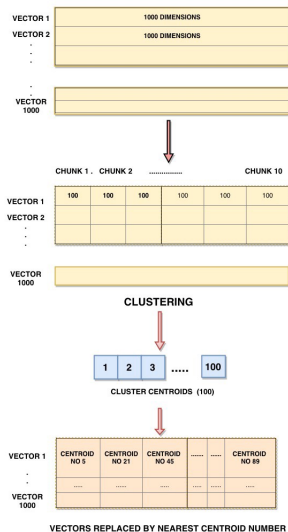 VECTOR 1 1000 DIMENSIONS
VECTOR 2 1000 DIMENSIONS
.
.
.
.
VECTOR
1000
CHUNK 1 . CHUNK 2 ................ CHUNK 10
VECTOR 1 100 100 100 100 100 100
VECTOR 2
.
.
.
VECTOR
1000
CLUSTERING
1 2 3 ..... 100
CLUSTER CENTROIDS (100)
VECTOR 1 CENTROID NO 5 CENTROID NO 21 CENTROID NO 45 ...... ...... CENTROID NO 89
.
. ..... ..... ..... ..... ..... .....
VECTOR
1000
VECTORS REPLACED BY NEAREST CENTROID NUMBER